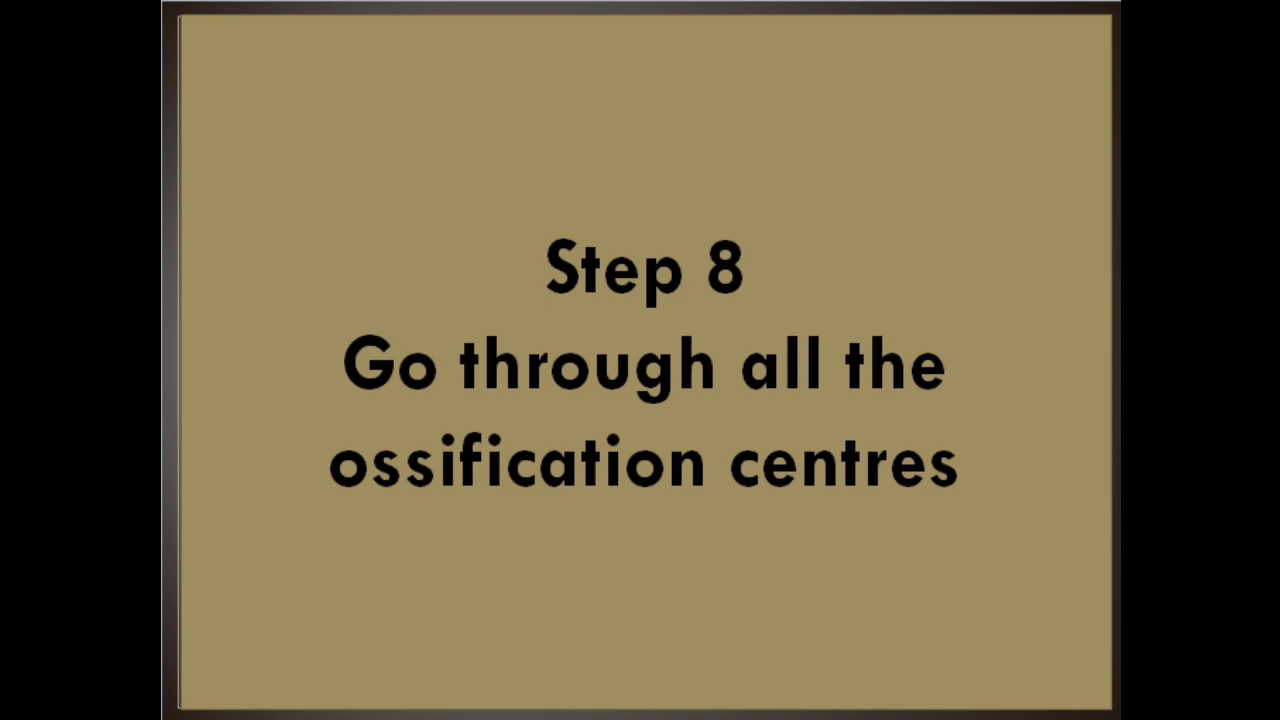 Step 8
Go through all the
ossification centres